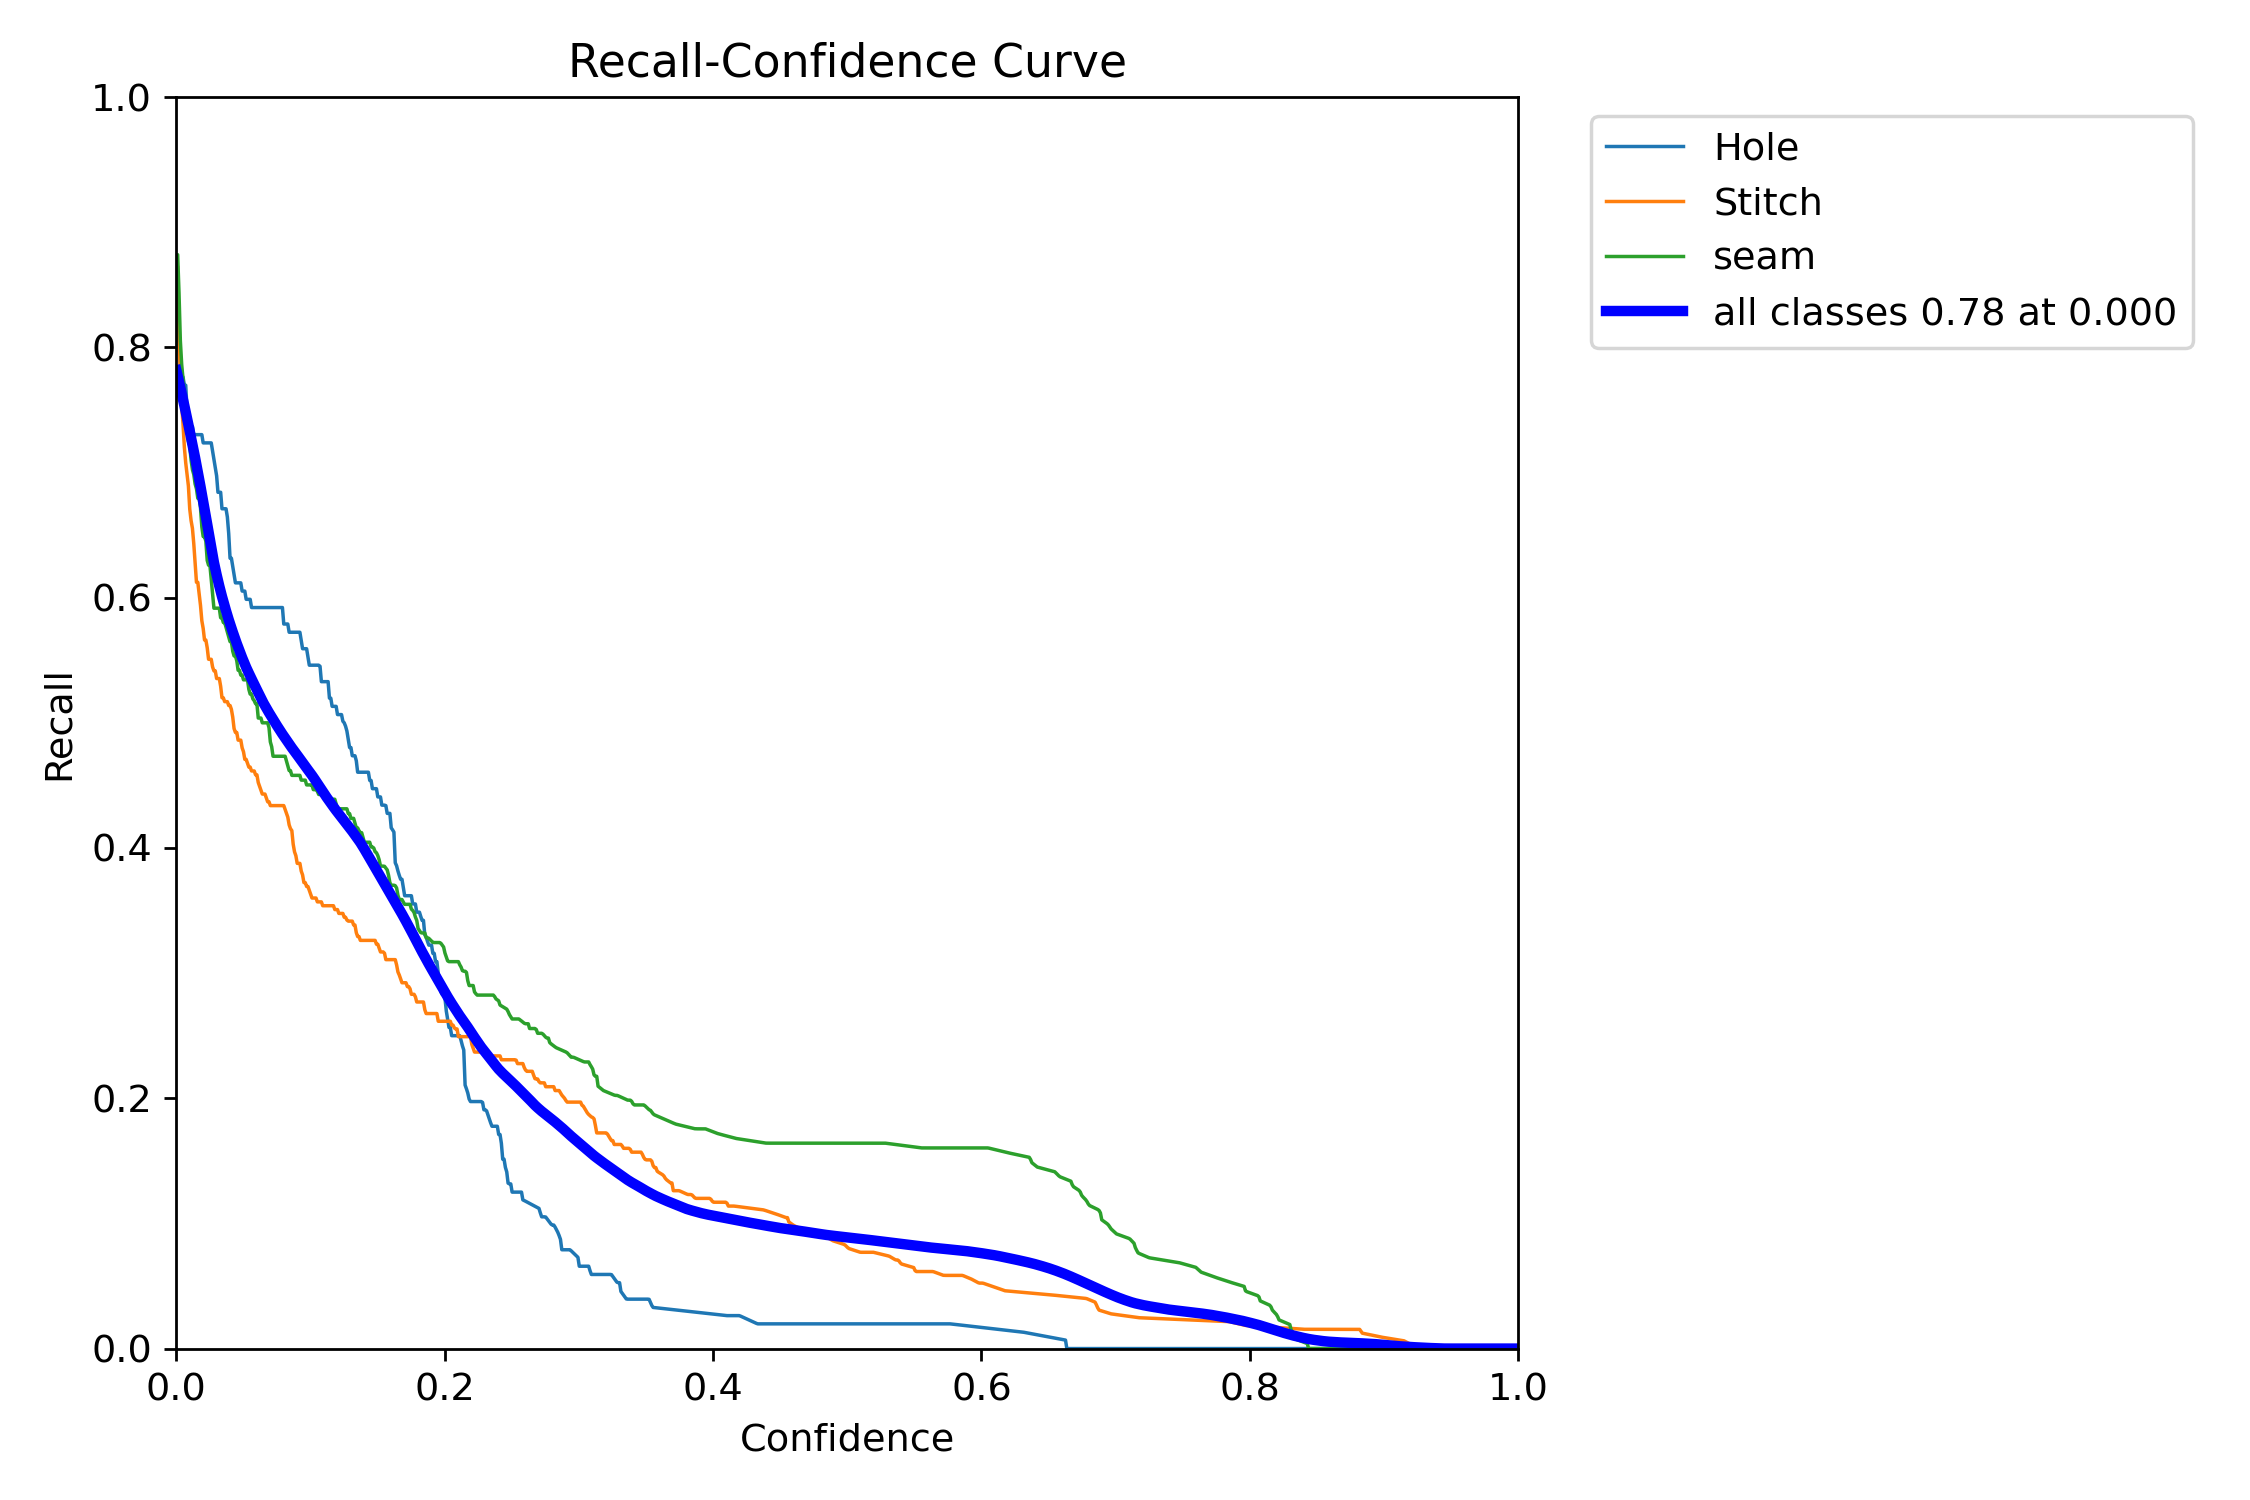 Recall-Confidence Curve
1.0
0.8
0.6
0.4
0.2
0.0
Recall
0.0 0.2 0.4 0.6 0.8 1.0
Confidence
Hole
Stitch
seam
all classes 0.78 at 0.000